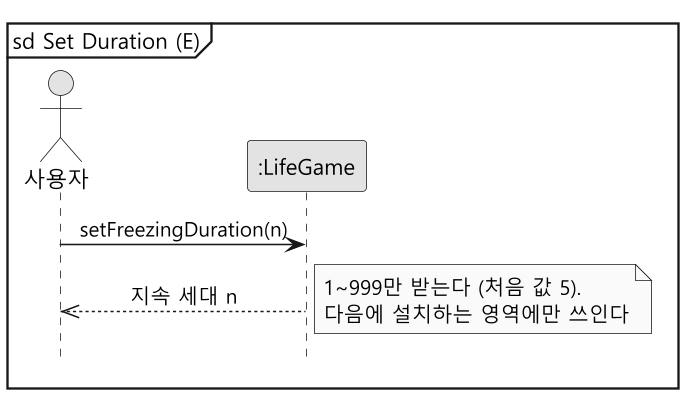 sd Set Duration (E)
사용자
:LifeGame
setFreezingDuration(n)
지속 세대 n
1~999만 받는다 (처음 값 5).
다음에 설치하는 영역에만 쓰인다